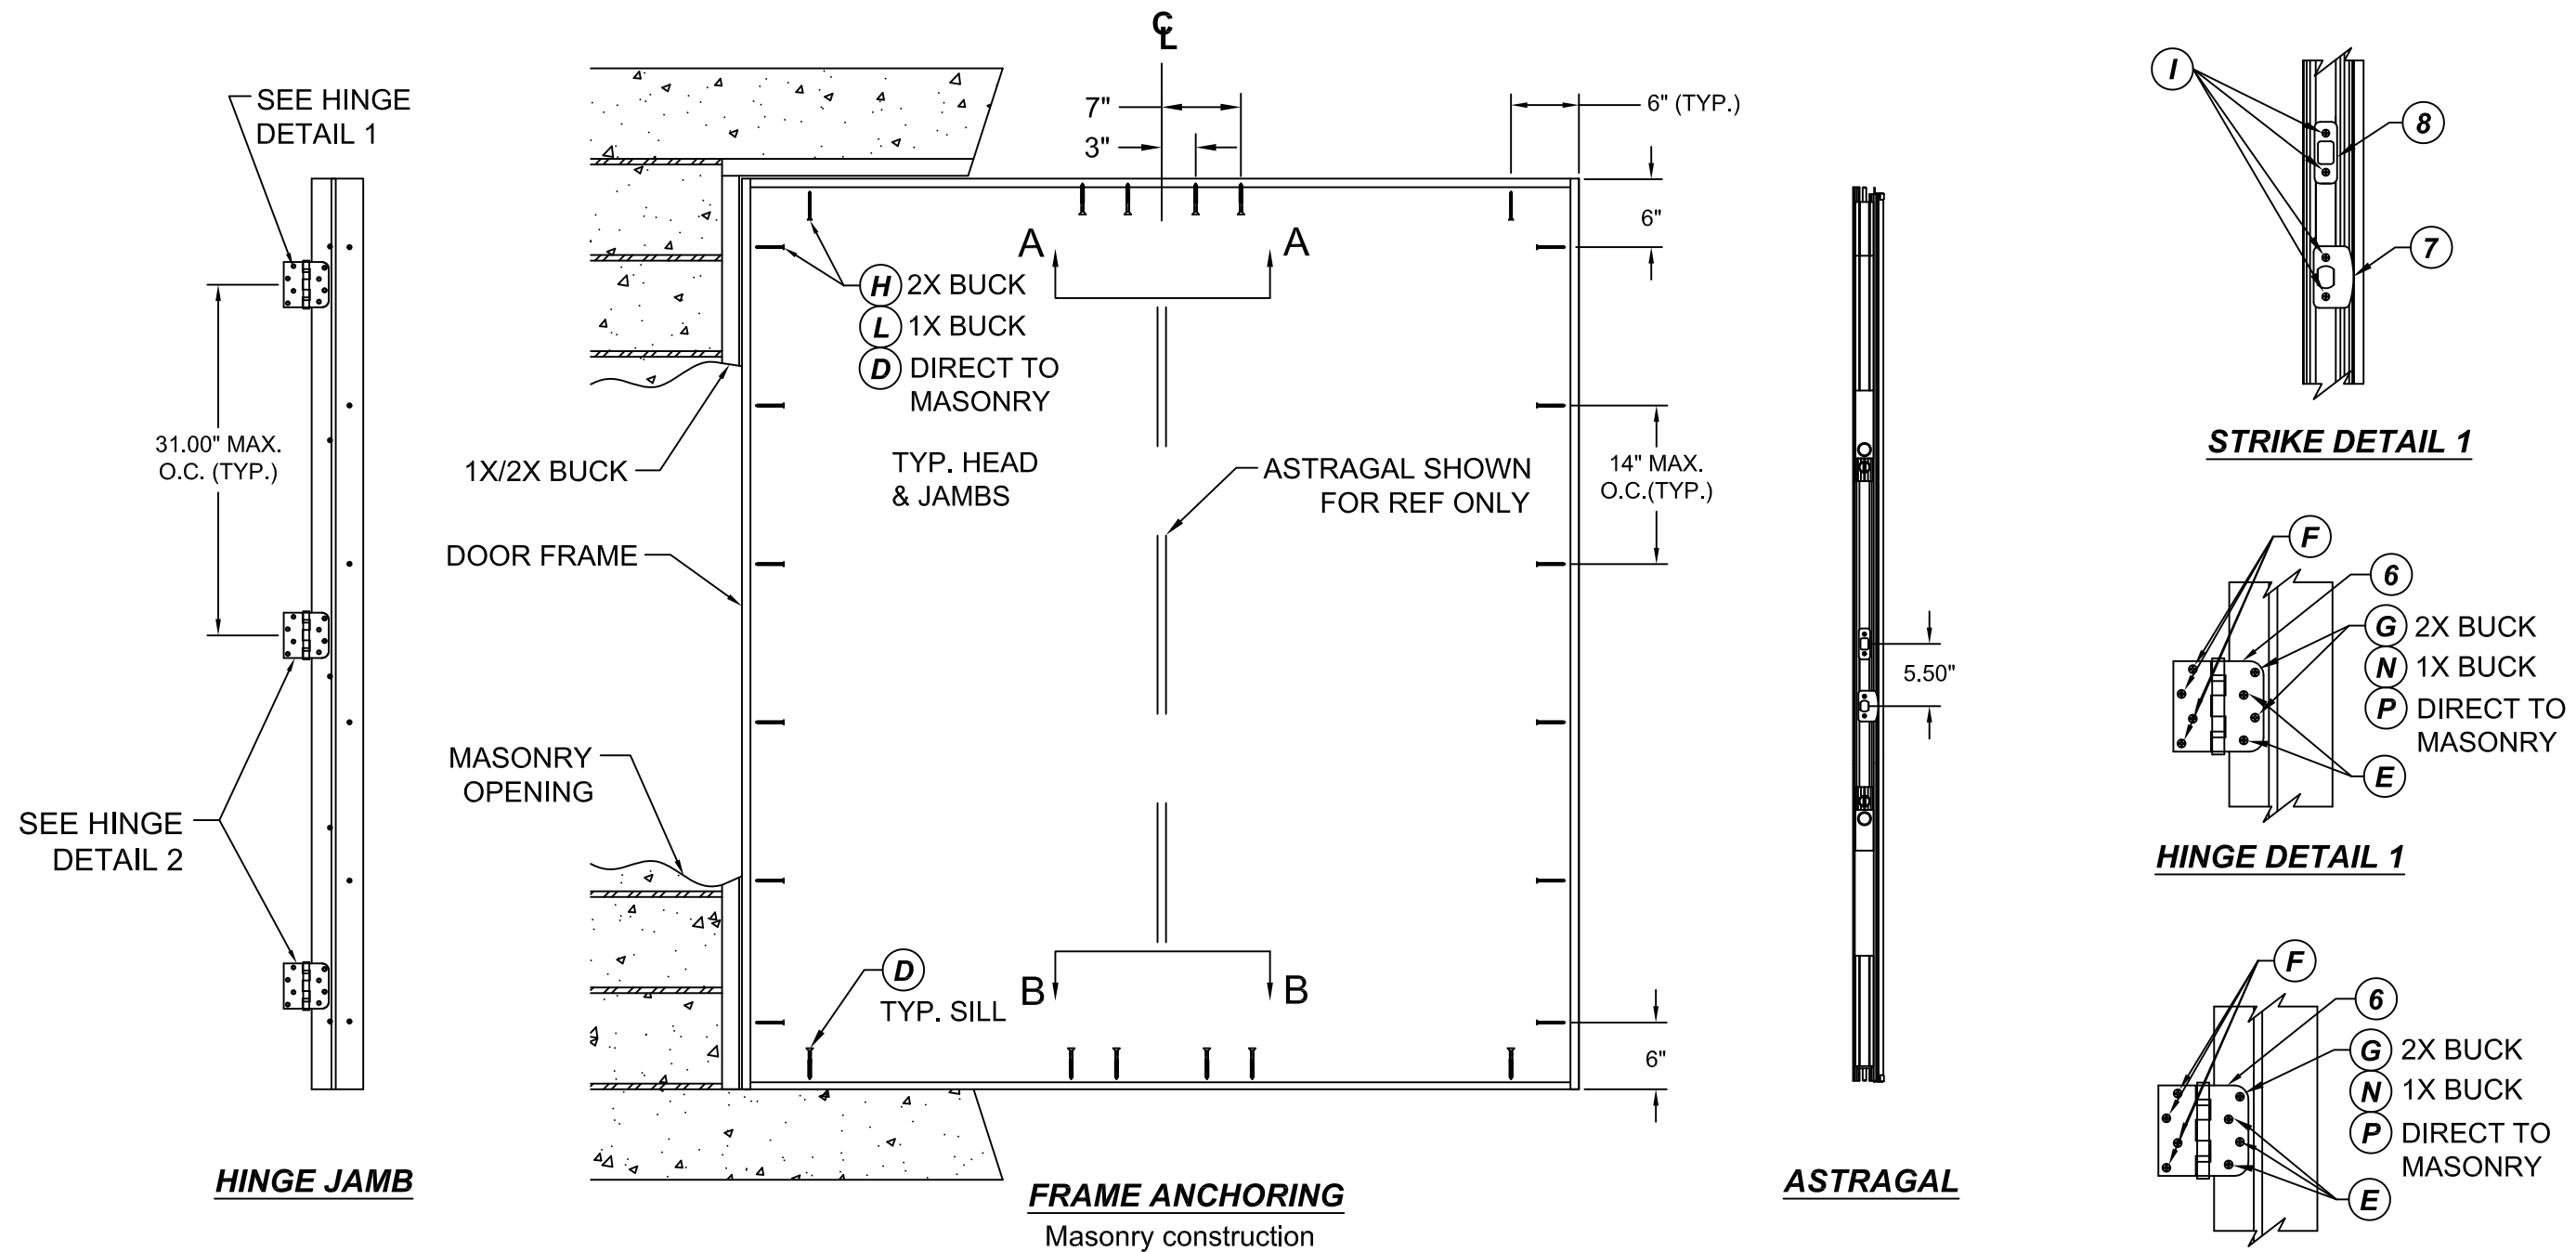 SEE HINGE
DETAIL 1
31.00" MAX.
O.C. (TYP.)
SEE HINGE
DETAIL 2
HINGE JAMB
℄
7"
3"
6" (TYP.)
6"
A
A
H 2X BUCK
L 1X BUCK
D DIRECT TO
MASONRY
TYP. HEAD
& JAMBS
1X/2X BUCK
DOOR FRAME
ASTRAGAL SHOWN
FOR REF ONLY
14" MAX.
O.C.(TYP.)
MASONRY
OPENING
D
TYP. SILL
B
B
6"
FRAME ANCHORING
Masonry construction
5.50"
ASTRAGAL
I
8
7
STRIKE DETAIL 1
F
6
G 2X BUCK
N 1X BUCK
P DIRECT TO
MASONRY
E
HINGE DETAIL 1
F
6
G 2X BUCK
N 1X BUCK
P DIRECT TO
MASONRY
E